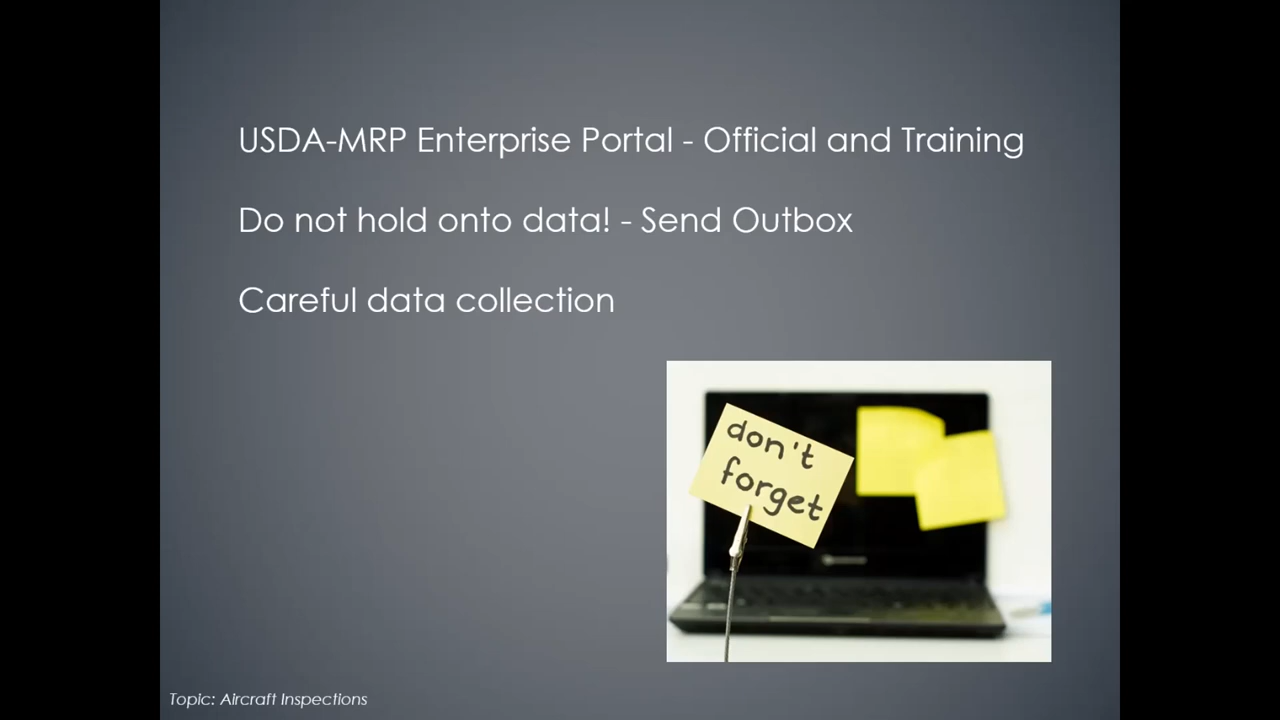 USDA-MRP Enterprise Portal - Official and Training
Do not hold onto data! - Send Outbox
Careful data collection
don't
forget
Topic: Aircraft Inspections